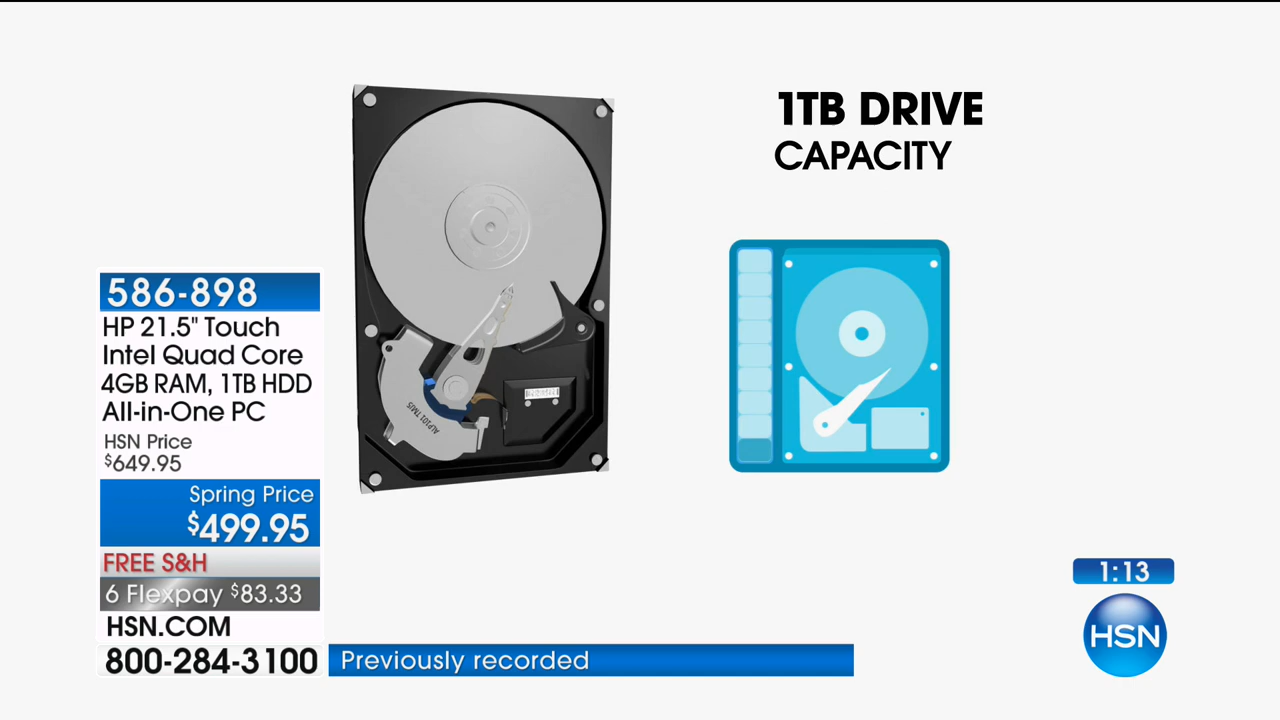 1TB DRIVE
CAPACITY
586-898
HP 21.5" Touch
Intel Quad Core
4GB RAM, 1TB HDD
All-in-One PC
HSN Price
$649.95
Spring Price
$499.95
FREE S&H
6 Flexpay $83.33
HSN.COM
800-284-3100
Previously recorded
1:13
HSN